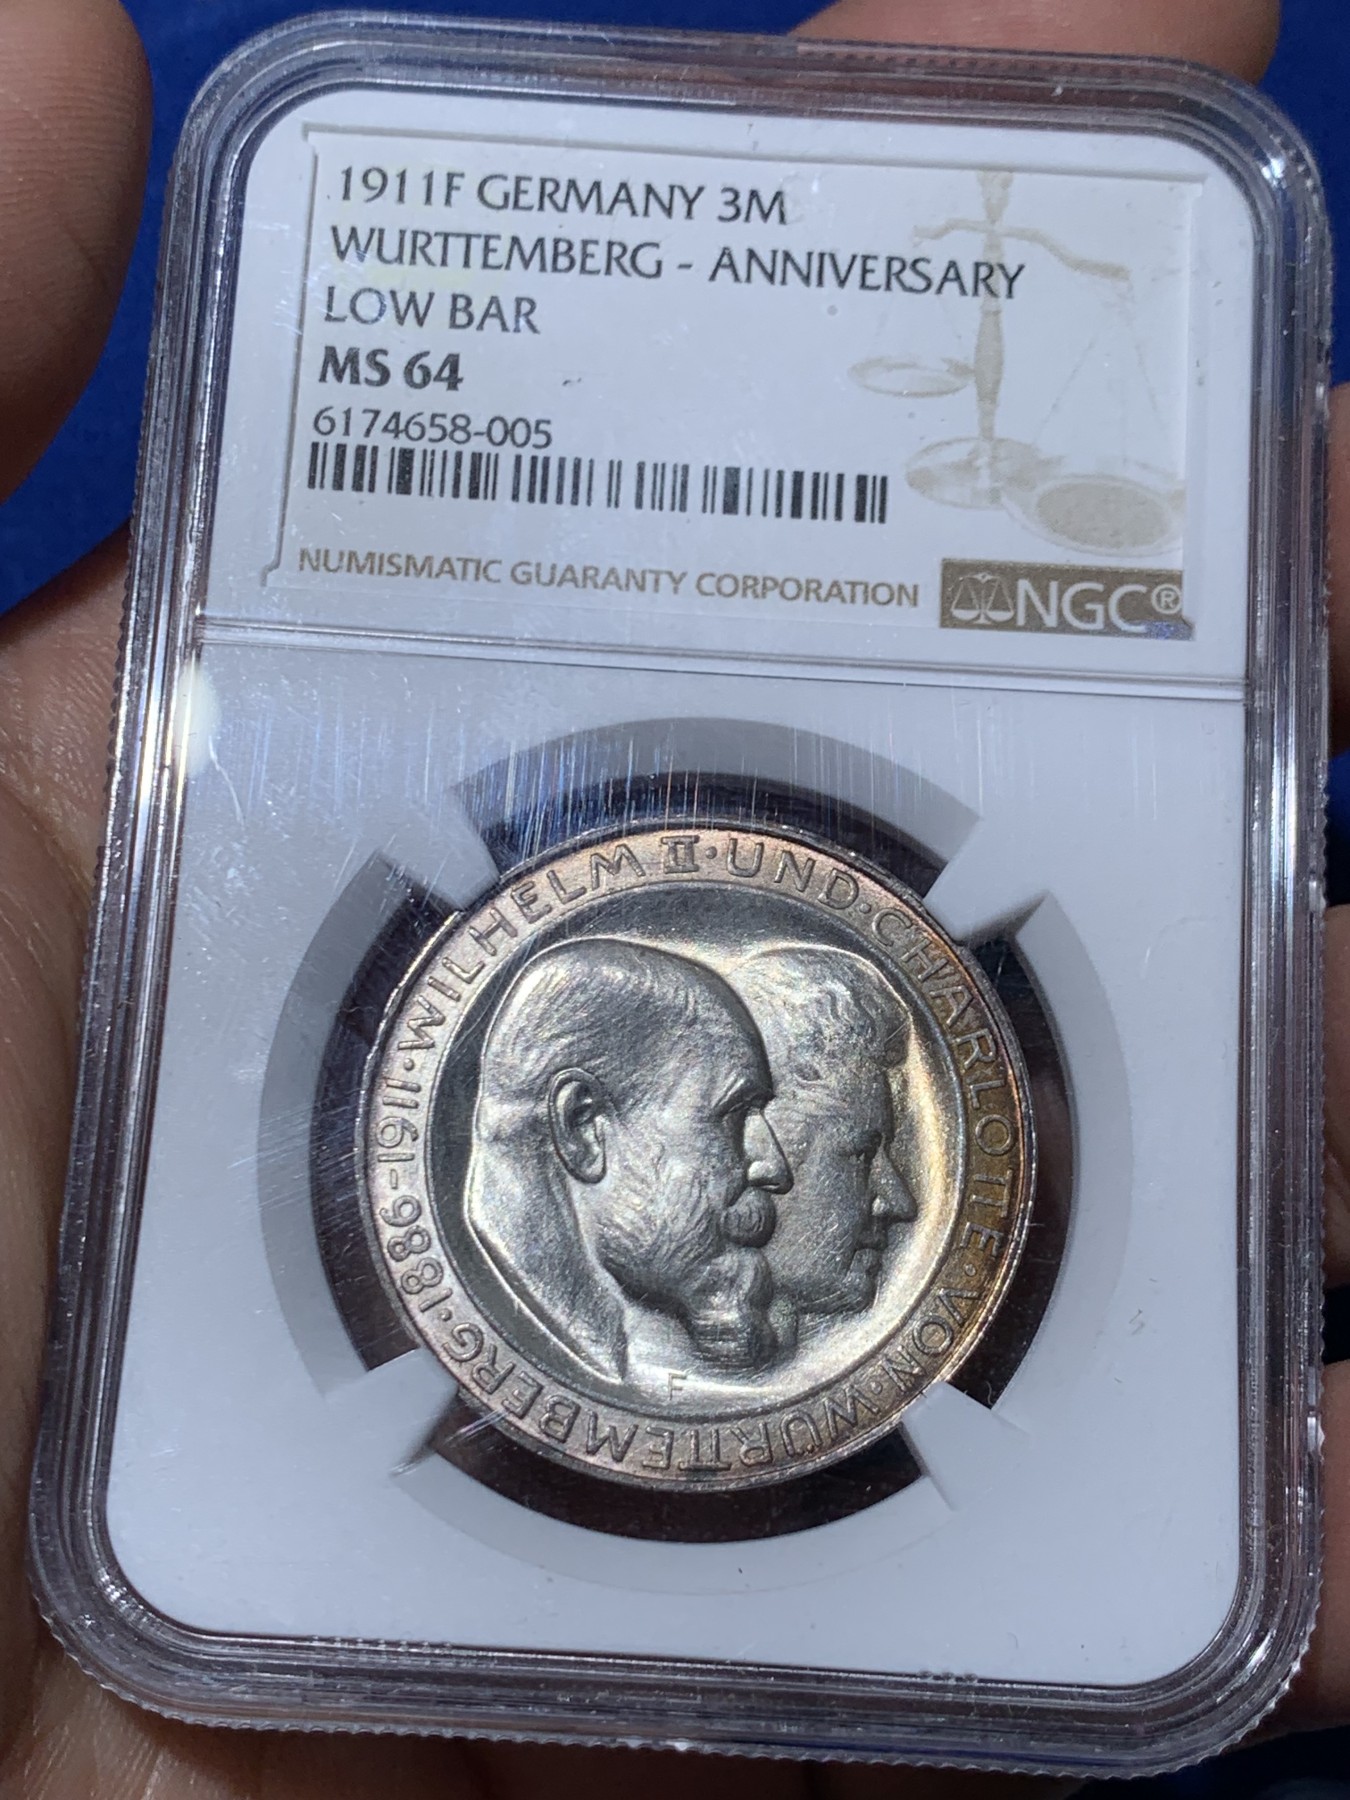 1911F GERMANY 3M
WURTTEMBERG - ANNIVERSARY
LOW BAR
MS 64
6174658-005
NUMISMATIC GUARANTY CORPORATION
NGC®
·WILHELM II·UND·CHARLOTTE·VON·WÜRTTEMBERG·1886-1911
F